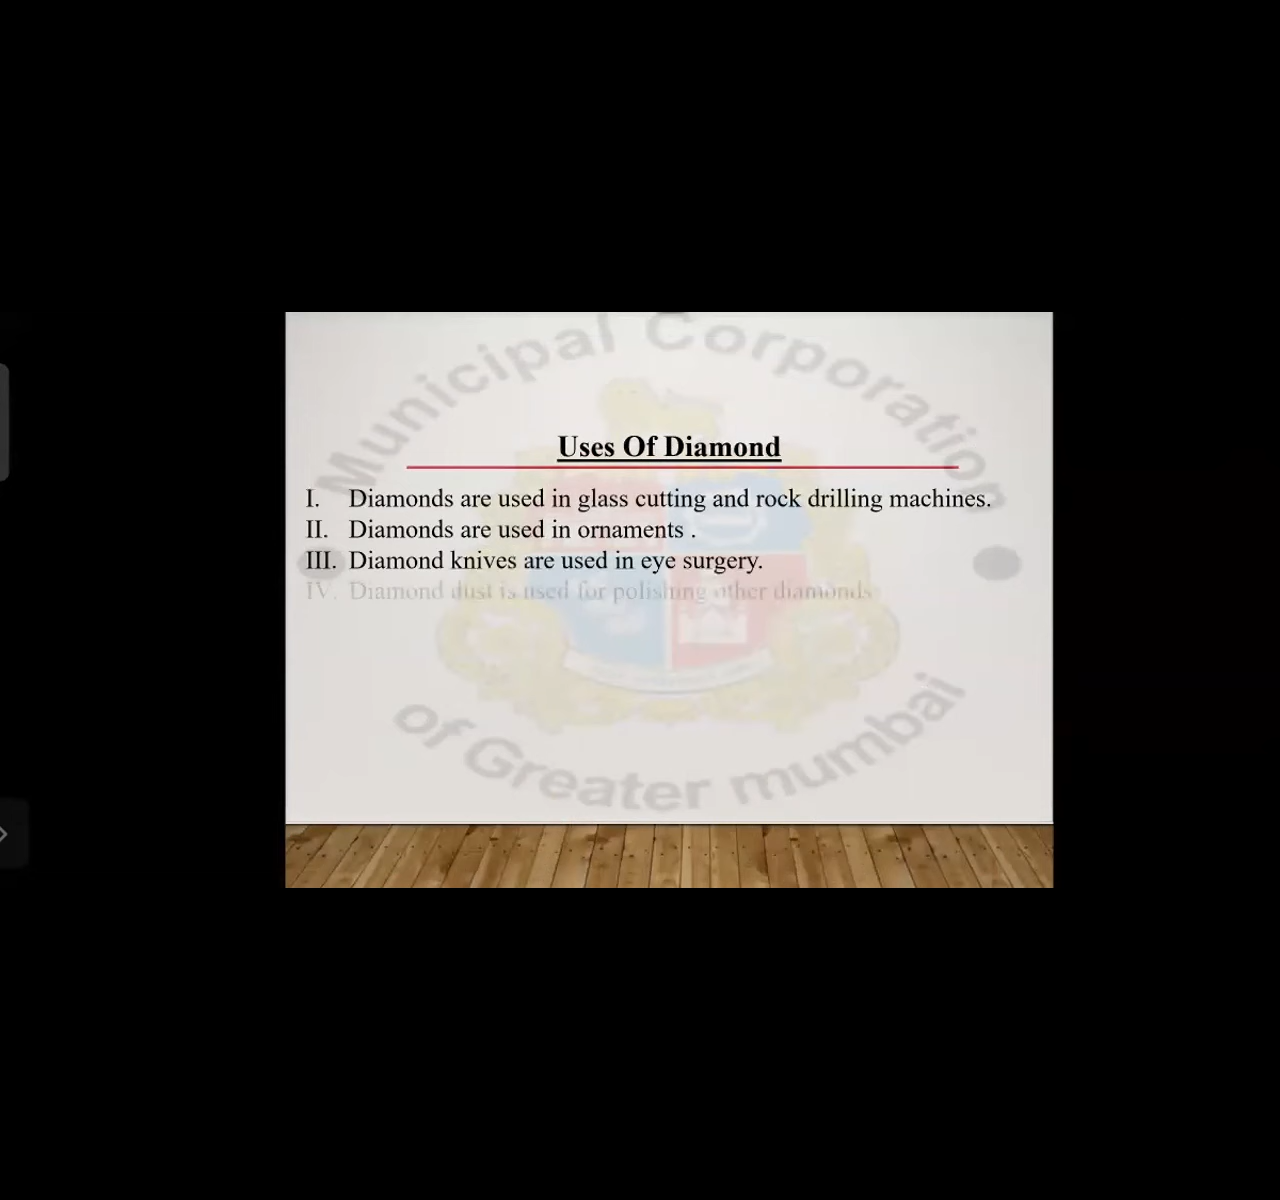 Municipal Corporation
Uses Of Diamond
I. Diamonds are used in glass cutting and rock drilling machines.
II. Diamonds are used in ornaments .
III. Diamond knives are used in eye surgery.
IV. Diamond dust is used for polishing other diamonds
of Greater mumbai